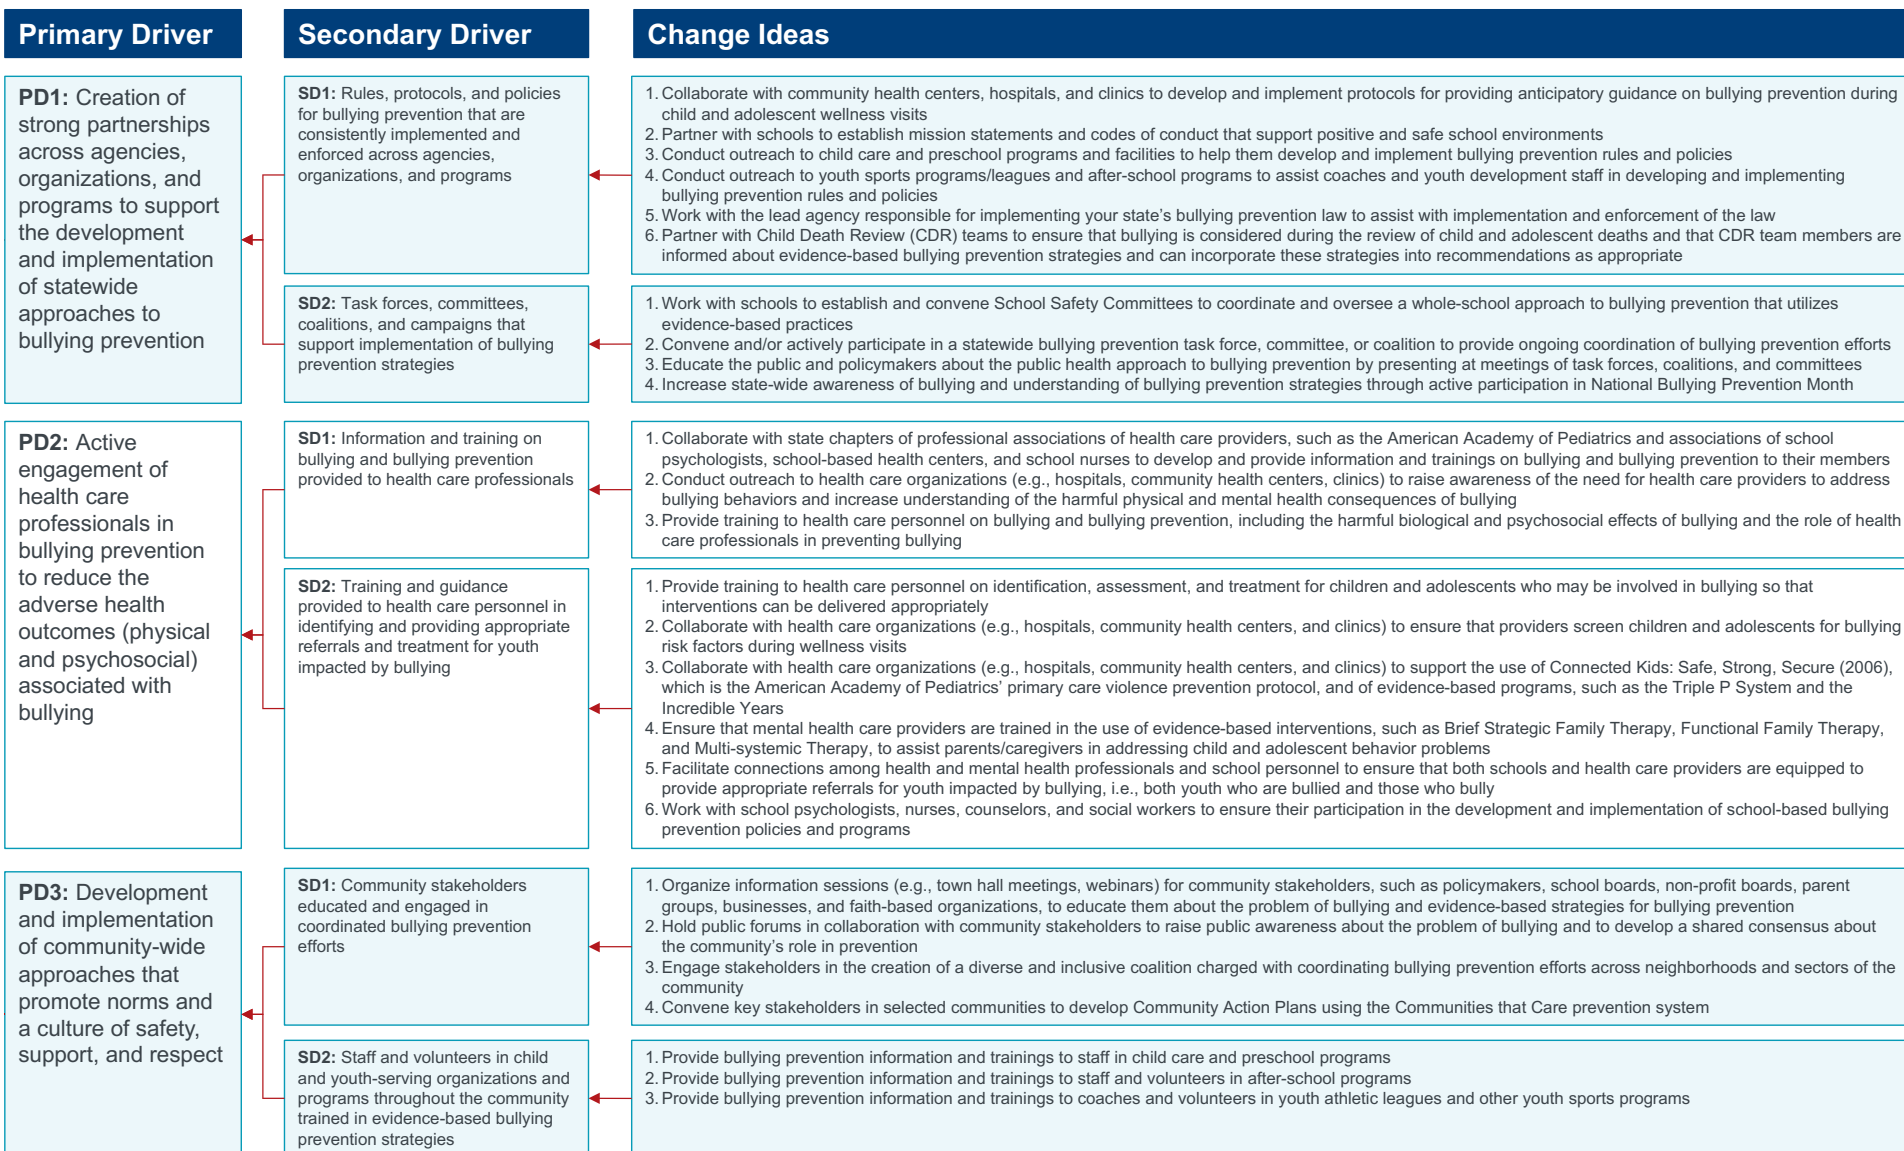 Primary Driver
Secondary Driver
Change Ideas
PD1: Creation of
strong partnerships
across agencies,
organizations, and
programs to support
the development
and implementation
of statewide
approaches to
bullying prevention
SD1: Rules, protocols, and policies
for bullying prevention that are
consistently implemented and
enforced across agencies,
organizations, and programs
1. Collaborate with community health centers, hospitals, and clinics to develop and implement protocols for providing anticipatory guidance on bullying prevention during
child and adolescent wellness visits
2. Partner with schools to establish mission statements and codes of conduct that support positive and safe school environments
3. Conduct outreach to child care and preschool programs and facilities to help them develop and implement bullying prevention rules and policies
4. Conduct outreach to youth sports programs/leagues and after-school programs to assist coaches and youth development staff in developing and implementing
bullying prevention rules and policies
5. Work with the lead agency responsible for implementing your state’s bullying prevention law to assist with implementation and enforcement of the law
6. Partner with Child Death Review (CDR) teams to ensure that bullying is considered during the review of child and adolescent deaths and that CDR team members are
informed about evidence-based bullying prevention strategies and can incorporate these strategies into recommendations as appropriate
SD2: Task forces, committees,
coalitions, and campaigns that
support implementation of bullying
prevention strategies
1. Work with schools to establish and convene School Safety Committees to coordinate and oversee a whole-school approach to bullying prevention that utilizes
evidence-based practices
2. Convene and/or actively participate in a statewide bullying prevention task force, committee, or coalition to provide ongoing coordination of bullying prevention efforts
3. Educate the public and policymakers about the public health approach to bullying prevention by presenting at meetings of task forces, coalitions, and committees
4. Increase state-wide awareness of bullying and understanding of bullying prevention strategies through active participation in National Bullying Prevention Month
PD2: Active
engagement of
health care
professionals in
bullying prevention
to reduce the
adverse health
outcomes (physical
and psychosocial)
associated with
bullying
SD1: Information and training on
bullying and bullying prevention
provided to health care professionals
1. Collaborate with state chapters of professional associations of health care providers, such as the American Academy of Pediatrics and associations of school
psychologists, school-based health centers, and school nurses to develop and provide information and trainings on bullying and bullying prevention to their members
2. Conduct outreach to health care organizations (e.g., hospitals, community health centers, clinics) to raise awareness of the need for health care providers to address
bullying behaviors and increase understanding of the harmful physical and mental health consequences of bullying
3. Provide training to health care personnel on bullying and bullying prevention, including the harmful biological and psychosocial effects of bullying and the role of health
care professionals in preventing bullying
SD2: Training and guidance
provided to health care personnel in
identifying and providing appropriate
referrals and treatment for youth
impacted by bullying
1. Provide training to health care personnel on identification, assessment, and treatment for children and adolescents who may be involved in bullying so that
interventions can be delivered appropriately
2. Collaborate with health care organizations (e.g., hospitals, community health centers, and clinics) to ensure that providers screen children and adolescents for bullying
risk factors during wellness visits
3. Collaborate with health care organizations (e.g., hospitals, community health centers, and clinics) to support the use of Connected Kids: Safe, Strong, Secure (2006),
which is the American Academy of Pediatrics’ primary care violence prevention protocol, and of evidence-based programs, such as the Triple P System and the
Incredible Years
4. Ensure that mental health care providers are trained in the use of evidence-based interventions, such as Brief Strategic Family Therapy, Functional Family Therapy,
and Multi-systemic Therapy, to assist parents/caregivers in addressing child and adolescent behavior problems
5. Facilitate connections among health and mental health professionals and school personnel to ensure that both schools and health care providers are equipped to
provide appropriate referrals for youth impacted by bullying, i.e., both youth who are bullied and those who bully
6. Work with school psychologists, nurses, counselors, and social workers to ensure their participation in the development and implementation of school-based bullying
prevention policies and programs
PD3: Development
and implementation
of community-wide
approaches that
promote norms and
a culture of safety,
support, and respect
SD1: Community stakeholders
educated and engaged in
coordinated bullying prevention
efforts
1. Organize information sessions (e.g., town hall meetings, webinars) for community stakeholders, such as policymakers, school boards, non-profit boards, parent
groups, businesses, and faith-based organizations, to educate them about the problem of bullying and evidence-based strategies for bullying prevention
2. Hold public forums in collaboration with community stakeholders to raise public awareness about the problem of bullying and to develop a shared consensus about
the community’s role in prevention
3. Engage stakeholders in the creation of a diverse and inclusive coalition charged with coordinating bullying prevention efforts across neighborhoods and sectors of the
community
4. Convene key stakeholders in selected communities to develop Community Action Plans using the Communities that Care prevention system
SD2: Staff and volunteers in child
and youth-serving organizations and
programs throughout the community
trained in evidence-based bullying
prevention strategies
1. Provide bullying prevention information and trainings to staff in child care and preschool programs
2. Provide bullying prevention information and trainings to staff and volunteers in after-school programs
3. Provide bullying prevention information and trainings to coaches and volunteers in youth athletic leagues and other youth sports programs